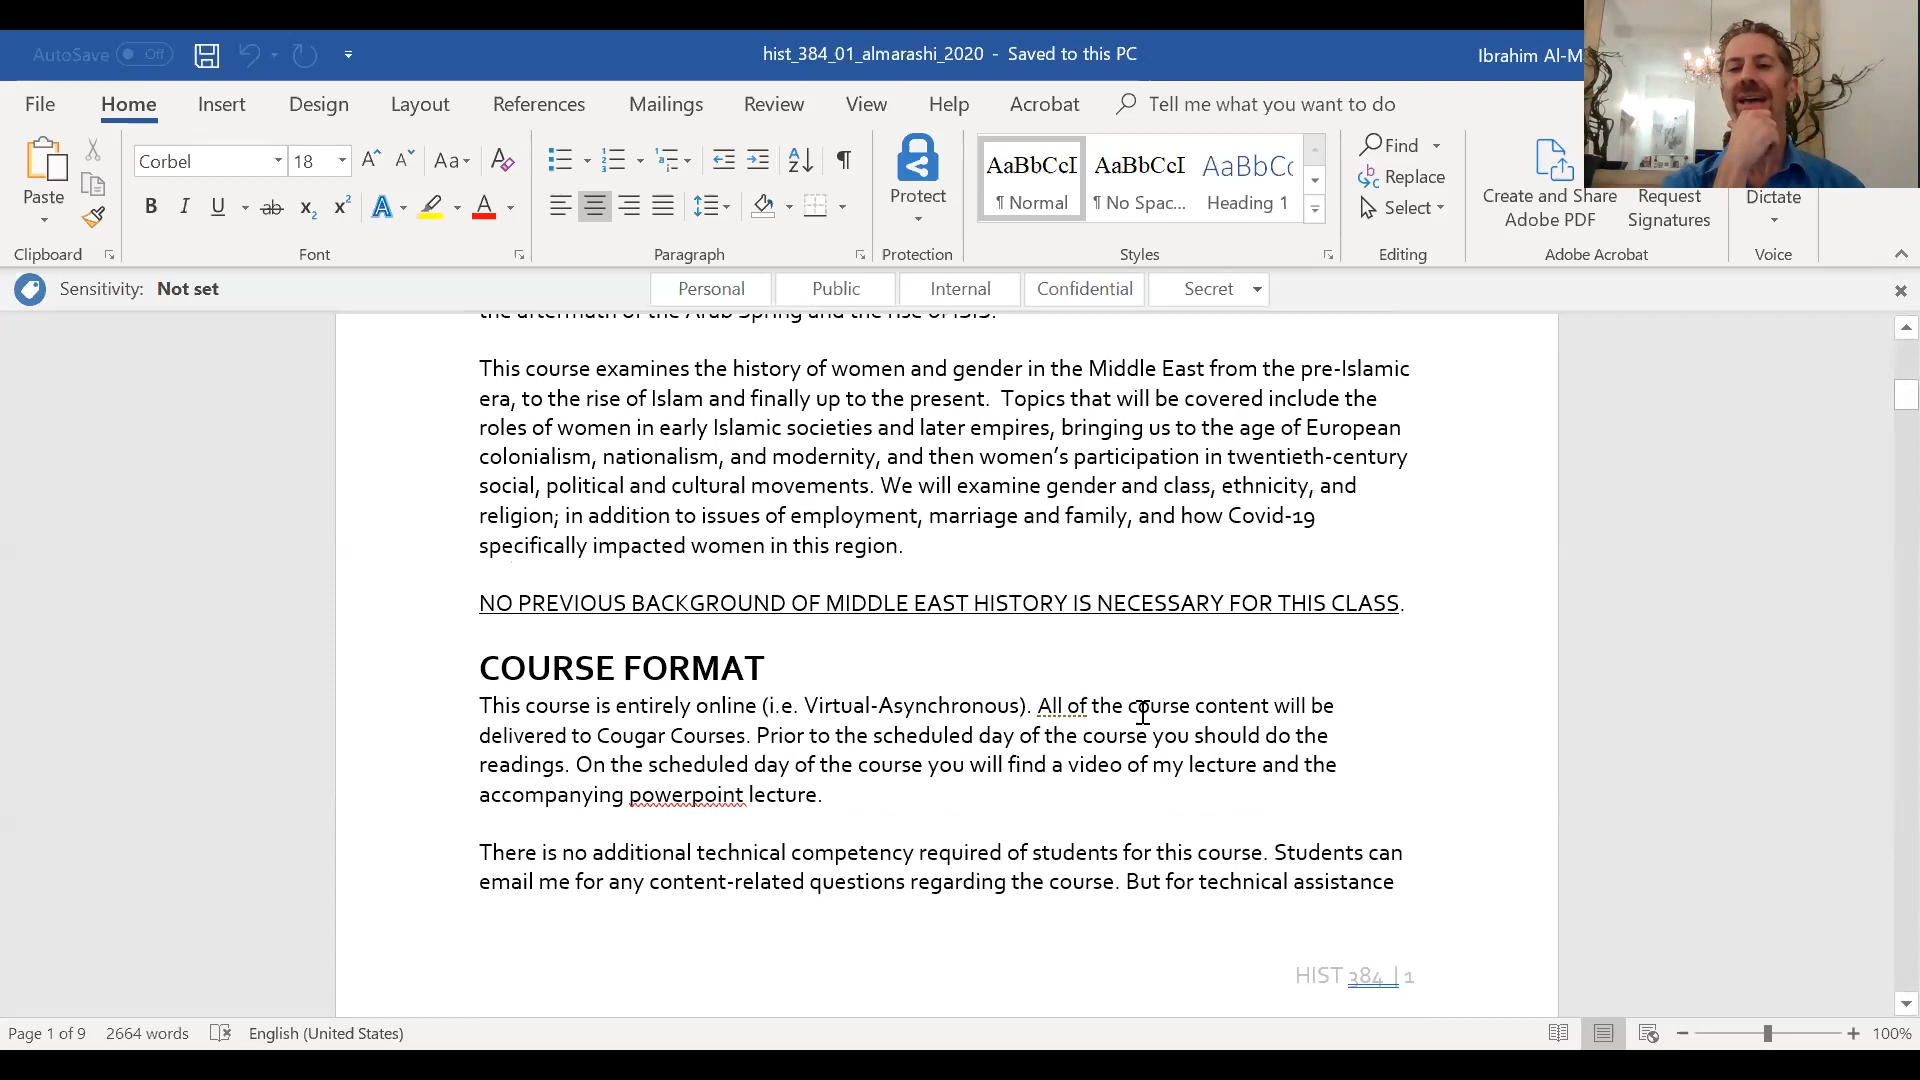 AutoSave Off
hist_384_01_almarashi_2020 - Saved to this PC
Ibrahim Al-M
File Home Insert Design Layout References Mailings Review View Help Acrobat Tell me what you want to do
Paste
Clipboard
Corbel 18
Aa
B I U ab x2 x2 A A
Font
Paragraph
Protect
Protection
AaBbCcI AaBbCcI AaBbCc
¶ Normal ¶ No Spac... Heading 1
Styles
Find
Replace
Select
Editing
Create and Share
Adobe PDF
Request
Signatures
Adobe Acrobat
Dictate
Voice
Sensitivity: Not set
Personal Public Internal Confidential Secret
the aftermath of the Arab Spring and the rise of ISIS.
This course examines the history of women and gender in the Middle East from the pre-Islamic
era, to the rise of Islam and finally up to the present. Topics that will be covered include the
roles of women in early Islamic societies and later empires, bringing us to the age of European
colonialism, nationalism, and modernity, and then women’s participation in twentieth-century
social, political and cultural movements. We will examine gender and class, ethnicity, and
religion; in addition to issues of employment, marriage and family, and how Covid-19
specifically impacted women in this region.
NO PREVIOUS BACKGROUND OF MIDDLE EAST HISTORY IS NECESSARY FOR THIS CLASS.
COURSE FORMAT
This course is entirely online (i.e. Virtual-Asynchronous). All of the course content will be
delivered to Cougar Courses. Prior to the scheduled day of the course you should do the
readings. On the scheduled day of the course you will find a video of my lecture and the
accompanying powerpoint lecture.
There is no additional technical competency required of students for this course. Students can
email me for any content-related questions regarding the course. But for technical assistance
HIST 384 | 1
Page 1 of 9 2664 words English (United States) 100%